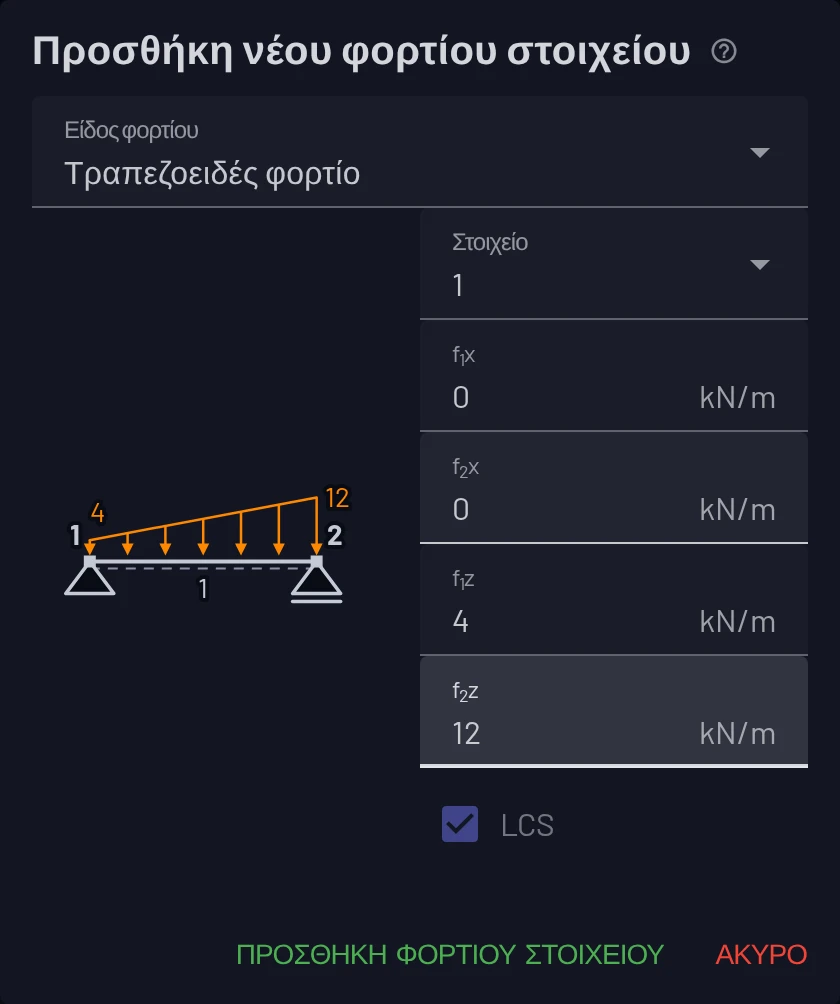 Προσθήκη νέου φορτίου στοιχείου ?
Είδος φορτίου
Τραπεζοειδές φορτίο
Στοιχείο
1
f₁x
0 kN/m
f₂x
0 kN/m
4 12
1 2
1
f₁z
4 kN/m
f₂z
12 kN/m
LCS
ΠΡΟΣΘΗΚΗ ΦΟΡΤΙΟΥ ΣΤΟΙΧΕΙΟΥ ΑΚΥΡΟ